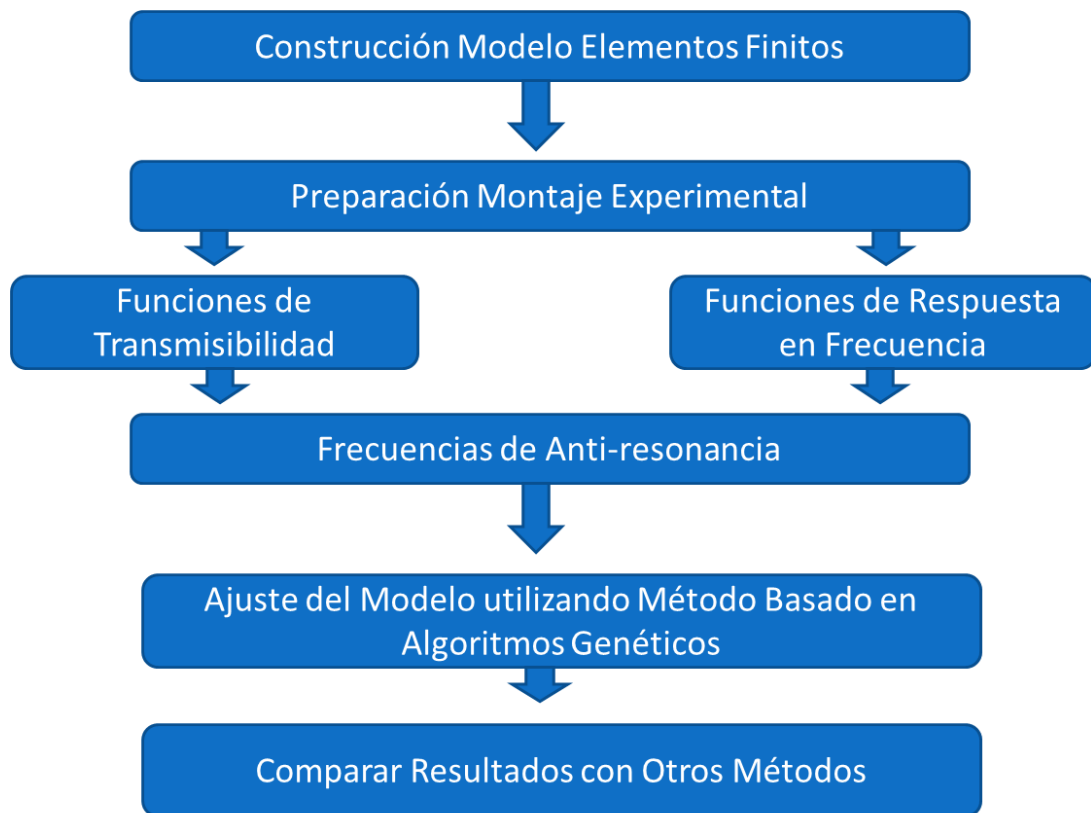 Construcción Modelo Elementos Finitos
Preparación Montaje Experimental
Funciones de
Transmisibilidad
Funciones de Respuesta
en Frecuencia
Frecuencias de Anti-resonancia
Ajuste del Modelo utilizando Método Basado en
Algoritmos Genéticos
Comparar Resultados con Otros Métodos